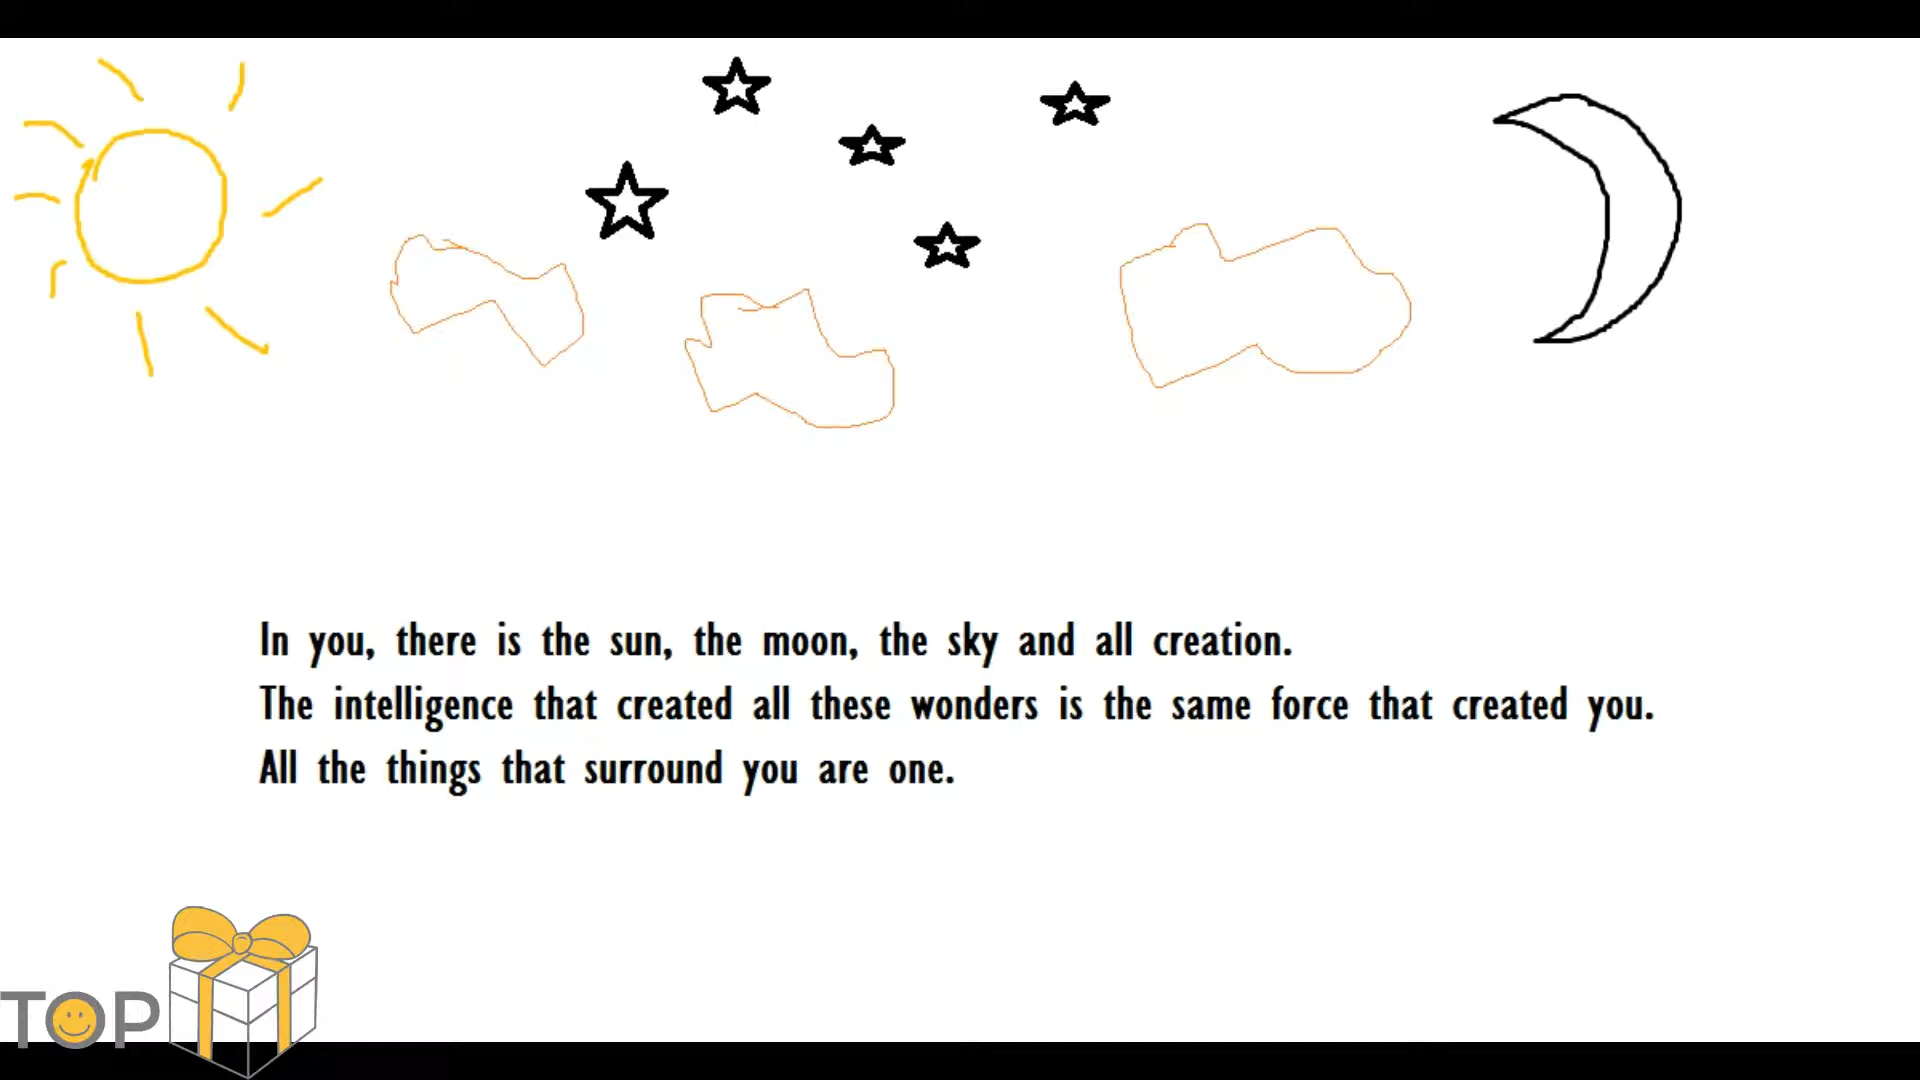 In you, there is the sun, the moon, the sky and all creation.
The intelligence that created all these wonders is the same force that created you.
All the things that surround you are one.
TOP